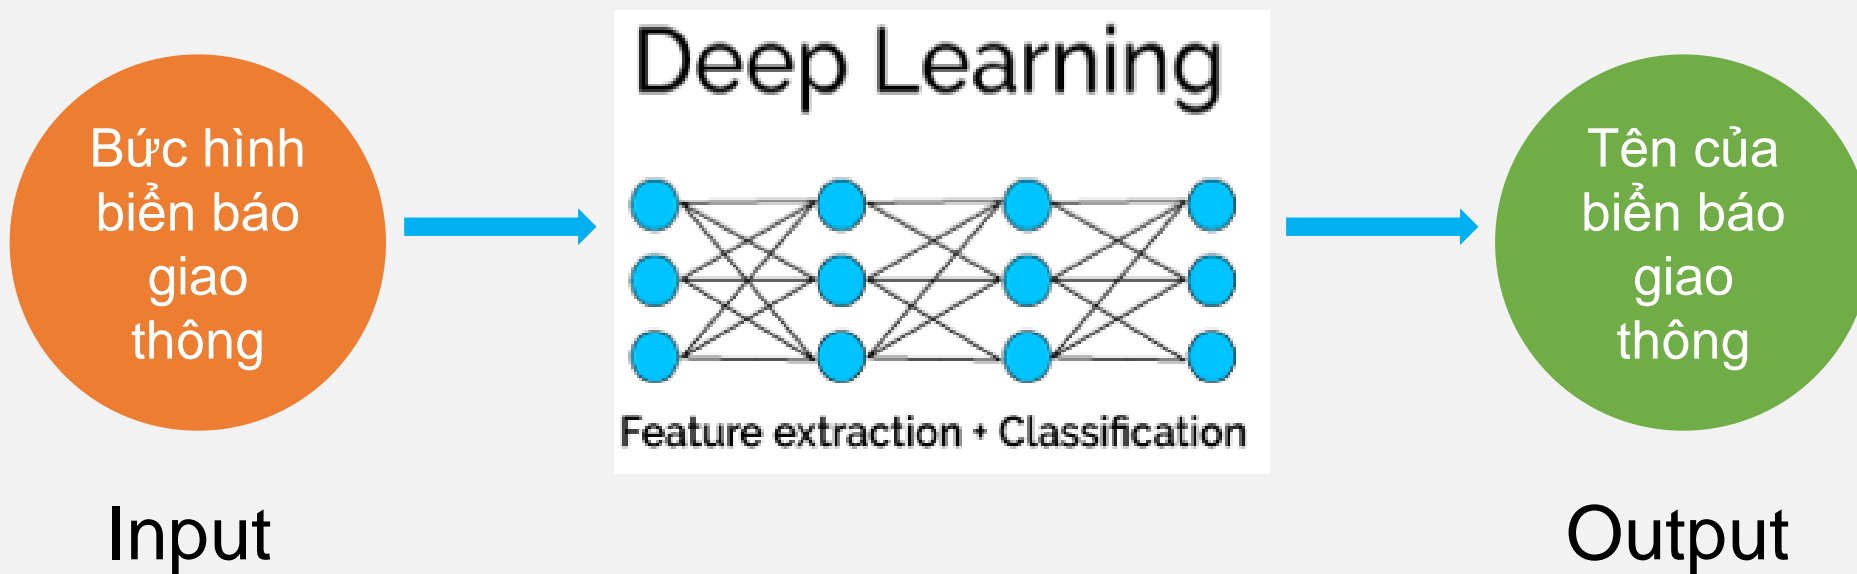 Bức hình
biển báo
giao
thông
Input
Deep Learning
Feature extraction + Classification
Tên của
biển báo
giao
thông
Output